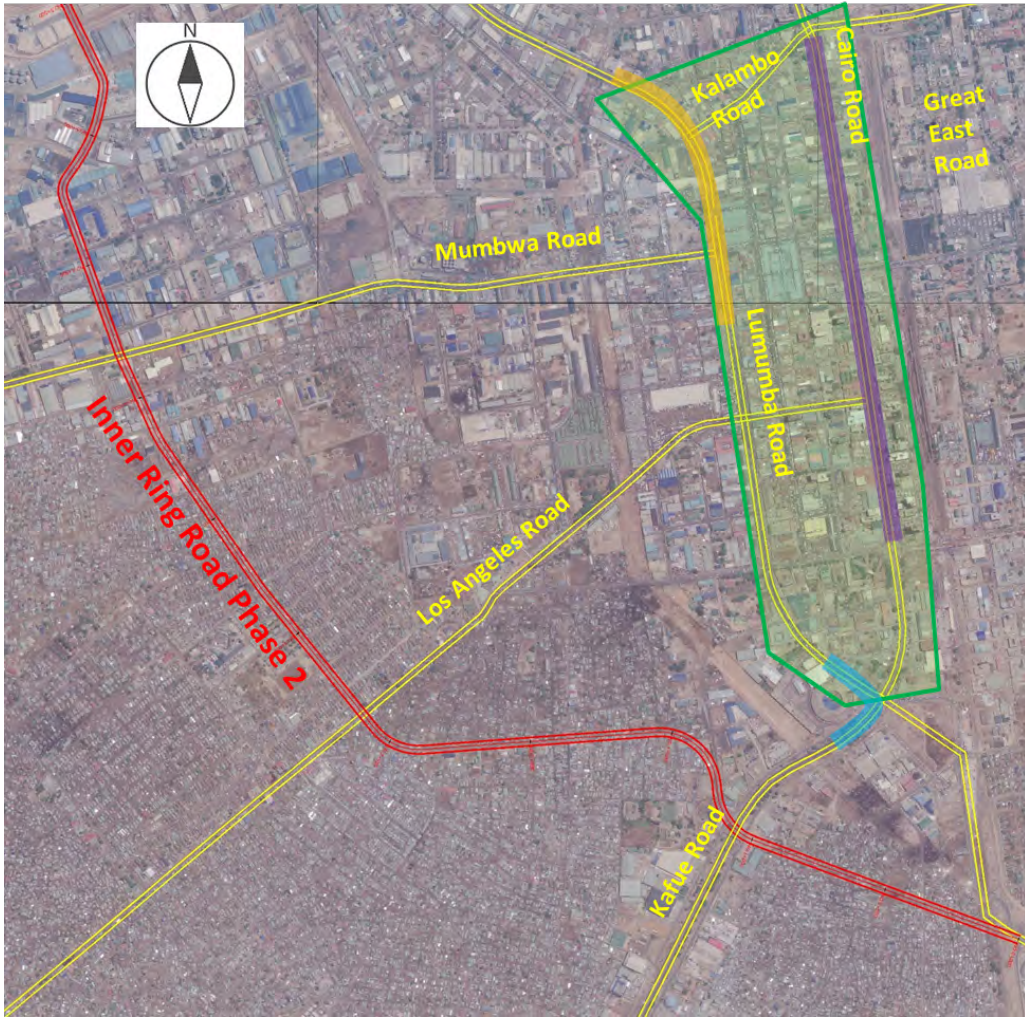 N
Kalambo
Road
Cairo Road
Great
East
Road
Mumbwa Road
Lumumba Road
Los Angeles Road
Inner Ring Road Phase 2
Kafue Road